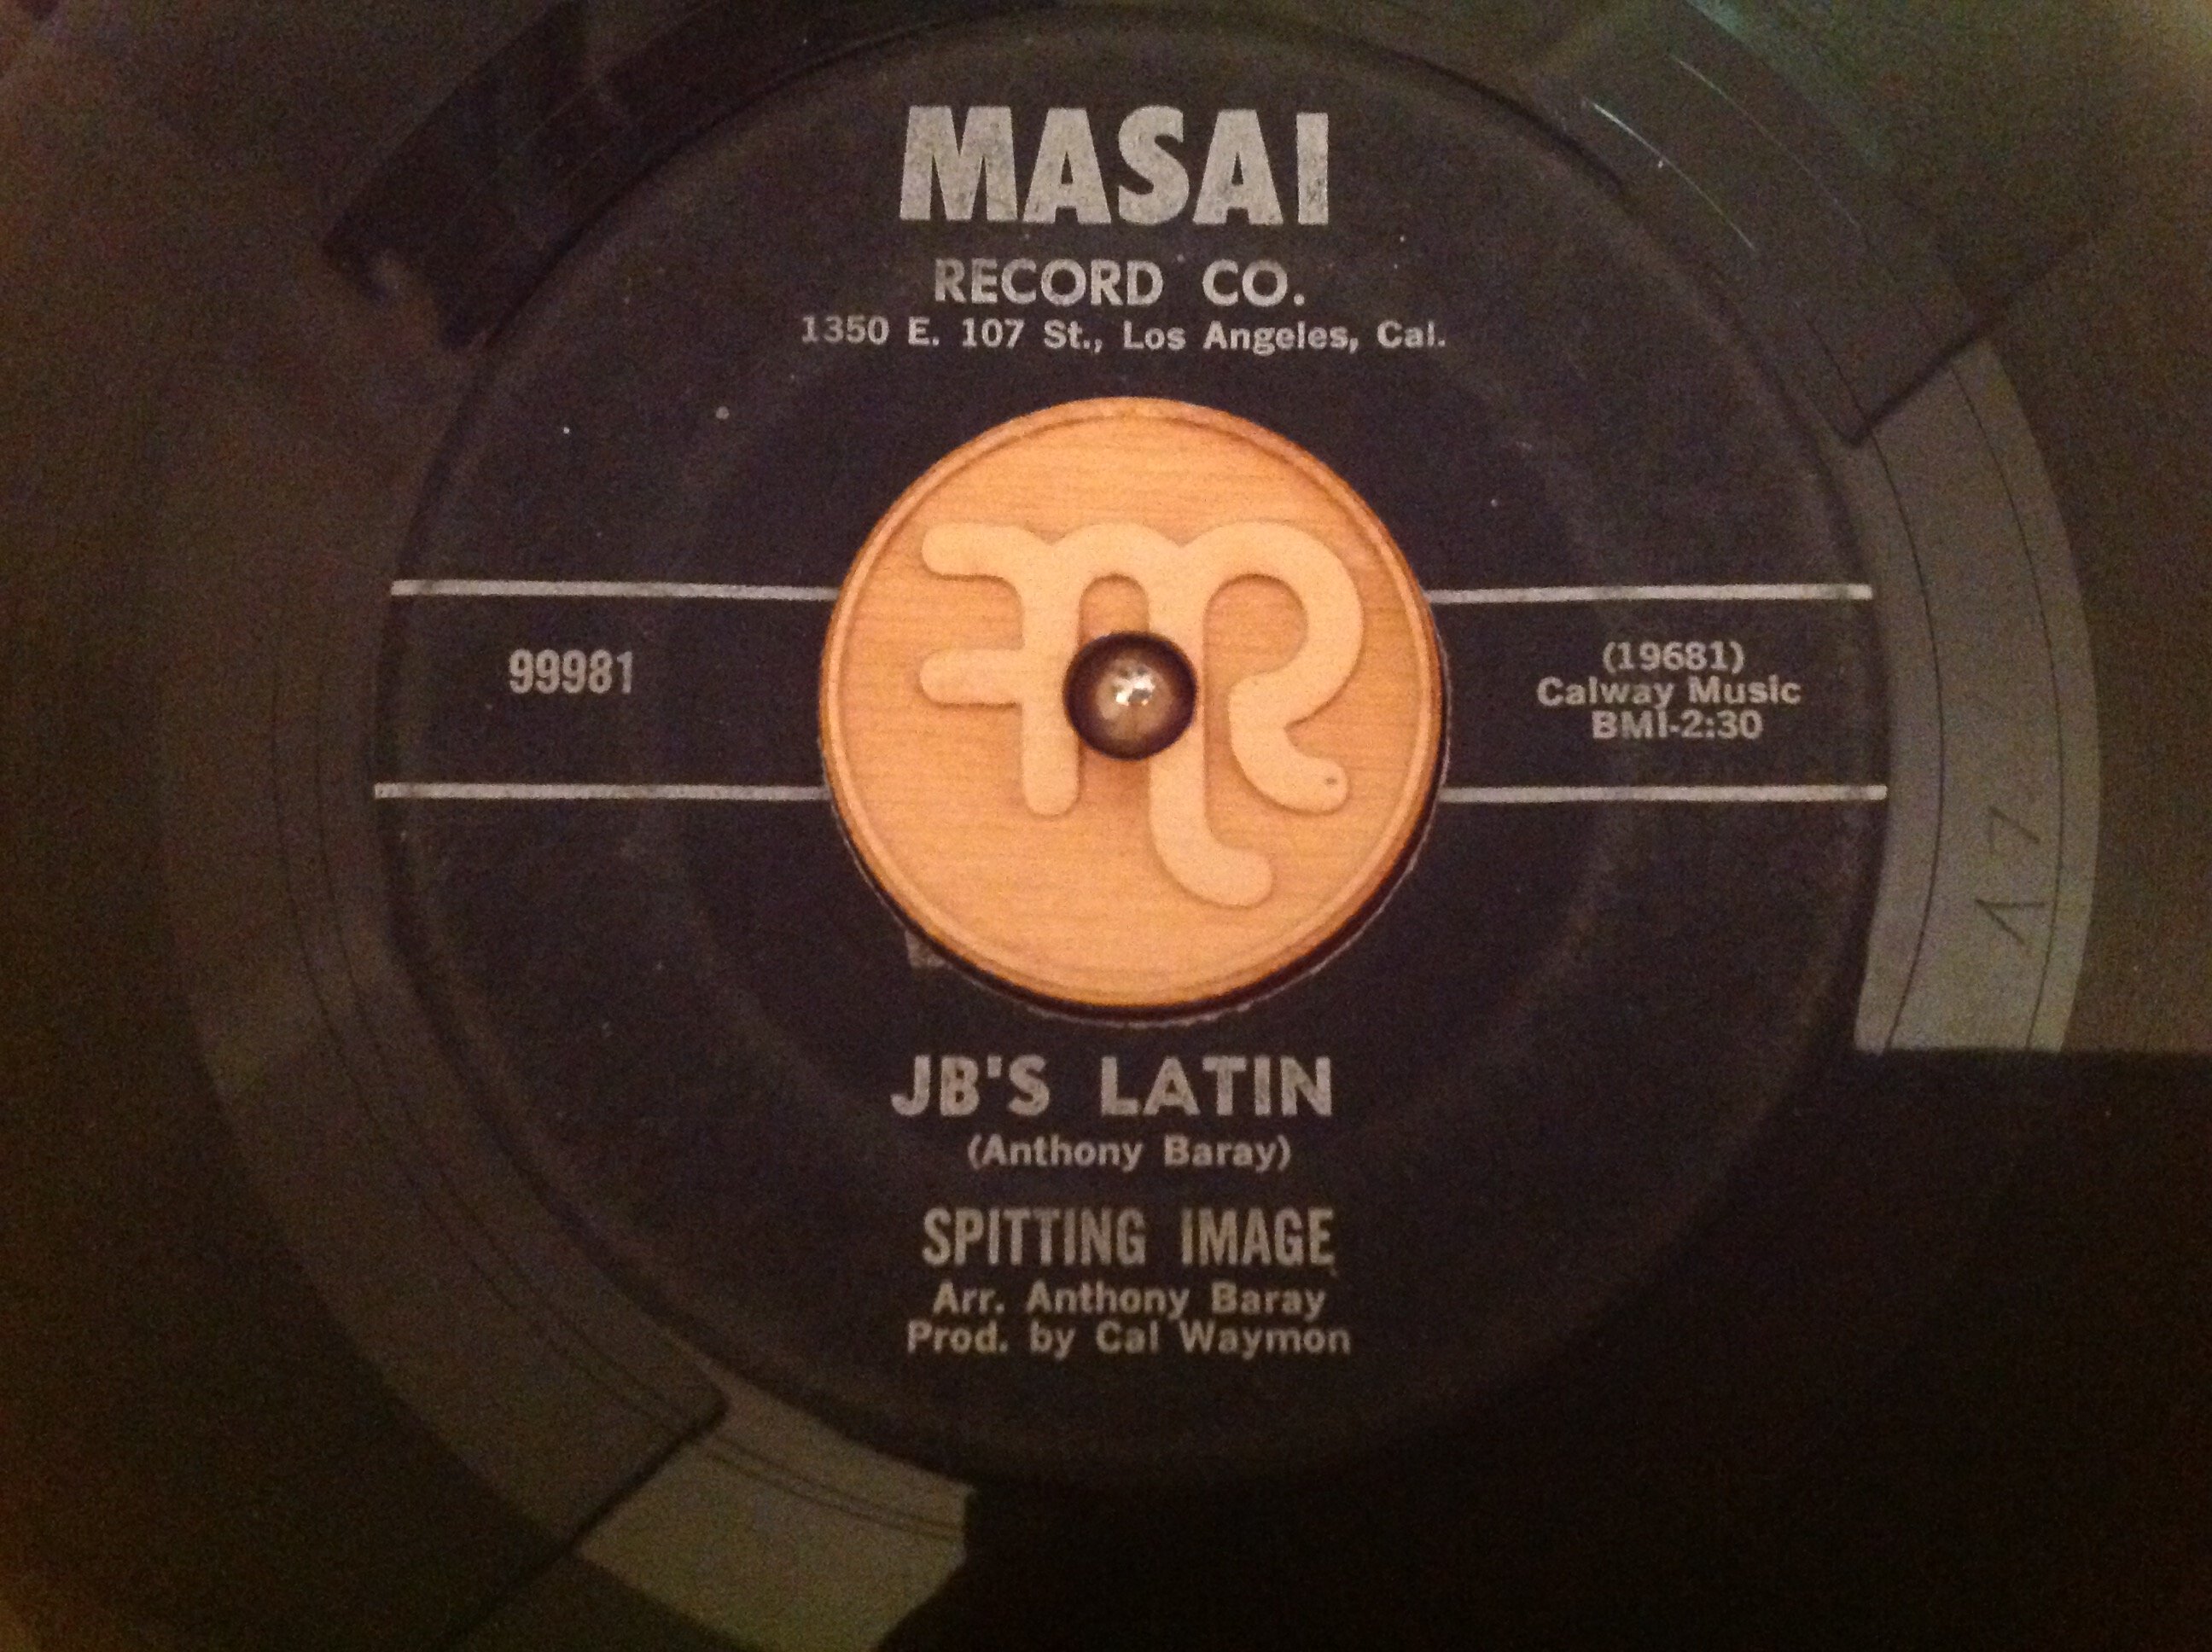 MASAI
RECORD CO.
1350 E. 107 St., Los Angeles, Cal.
99981
(19681)
Calway Music
BMI-2:30
JB'S LATIN
(Anthony Baray)
SPITTING IMAGE
Arr. Anthony Baray
Prod. by Cal Waymon